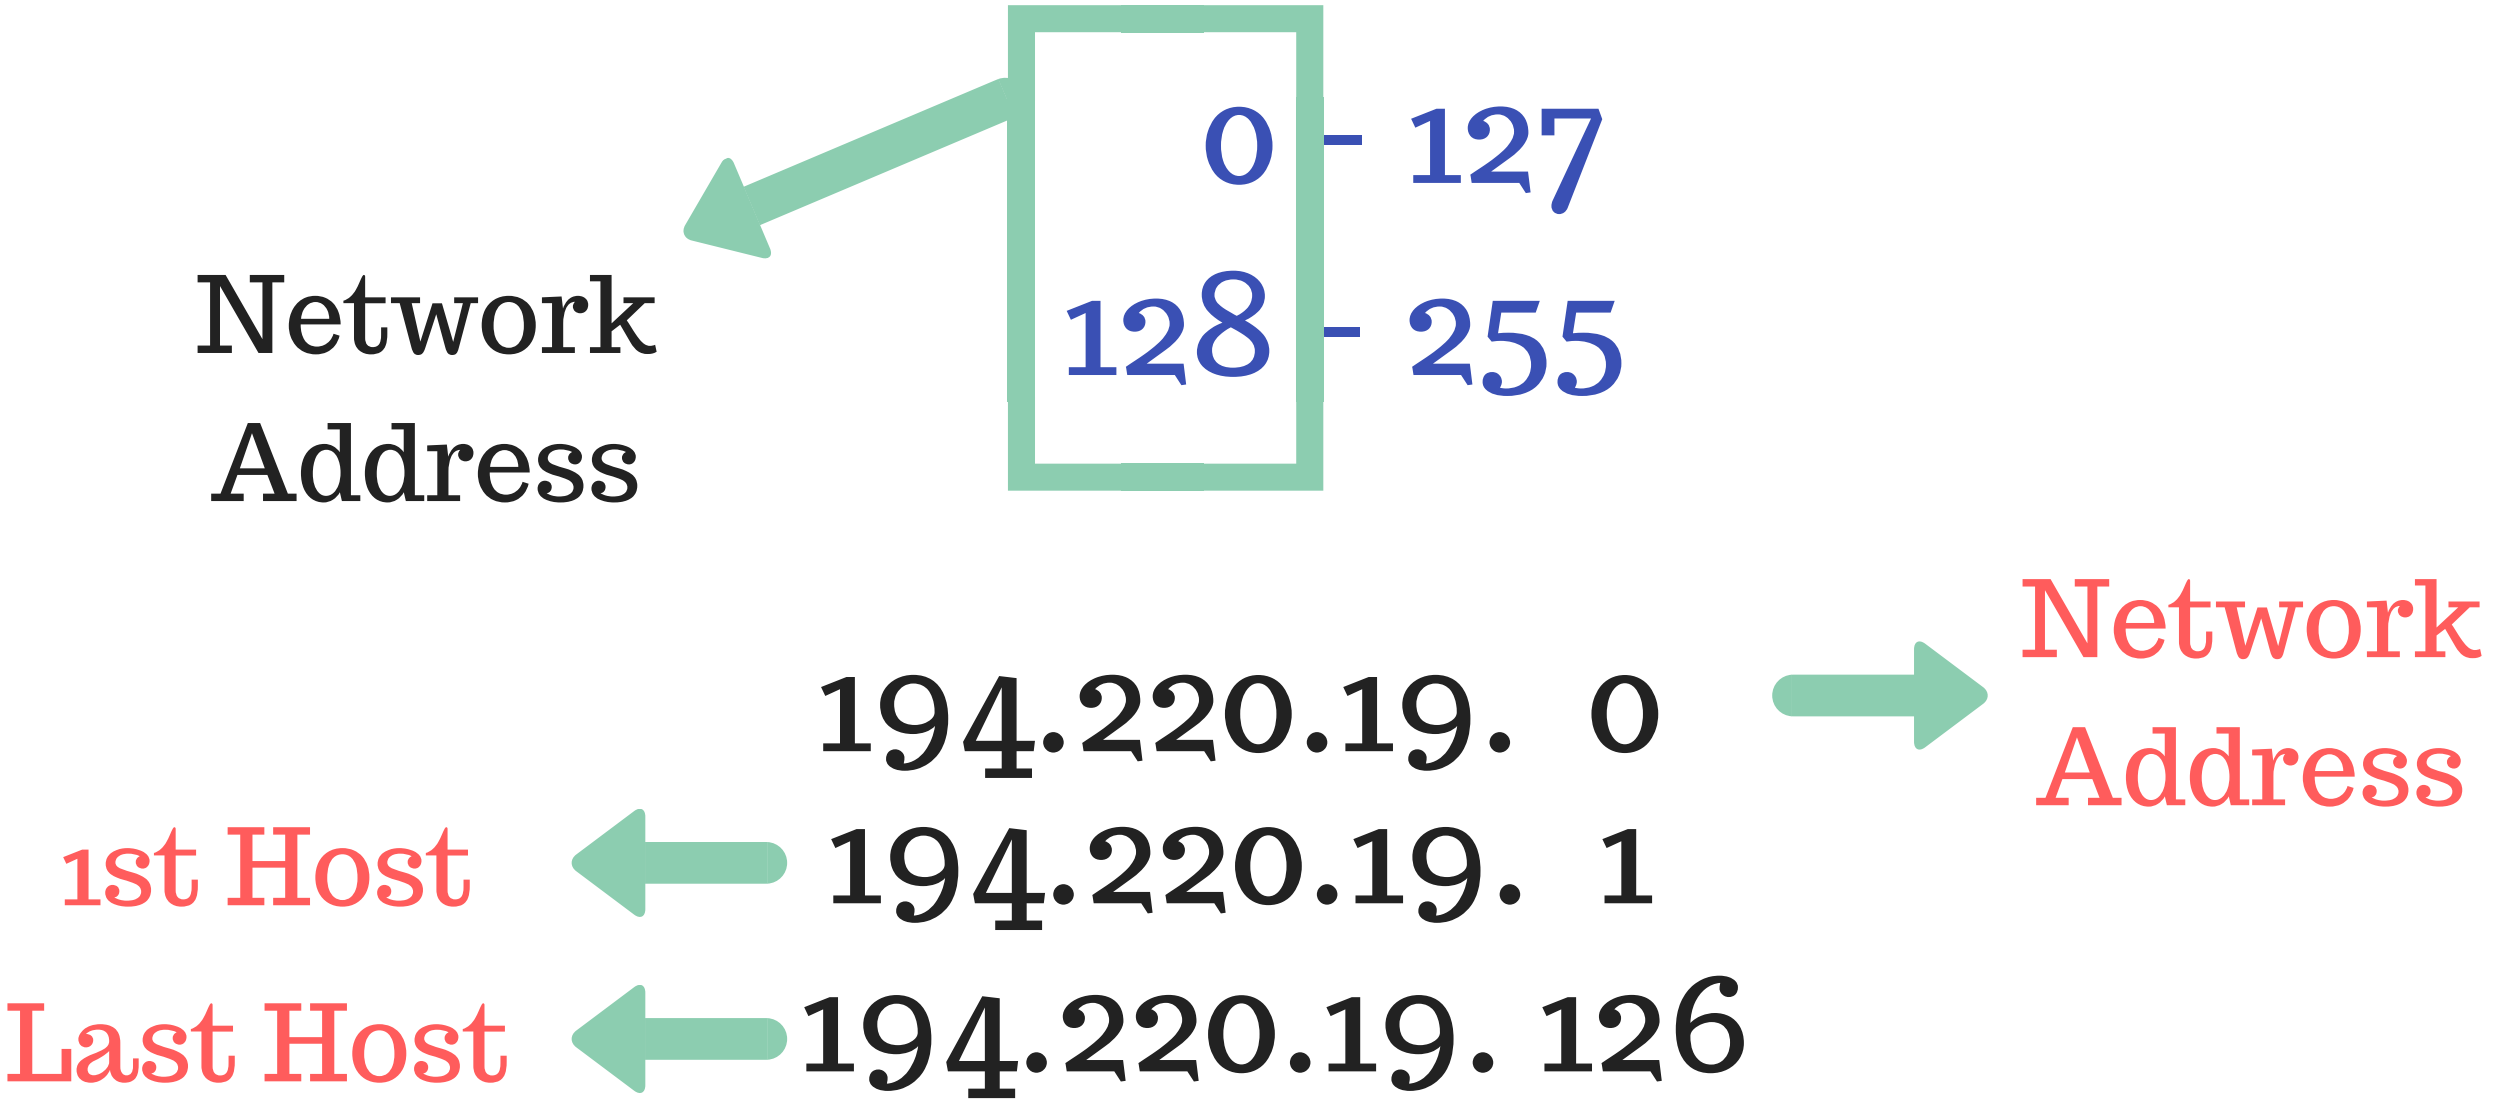 0 - 127
128 - 255
Network
Address
194.220.19. 0
Network
Address
194.220.19. 1
1st Host
194.220.19. 126
Last Host